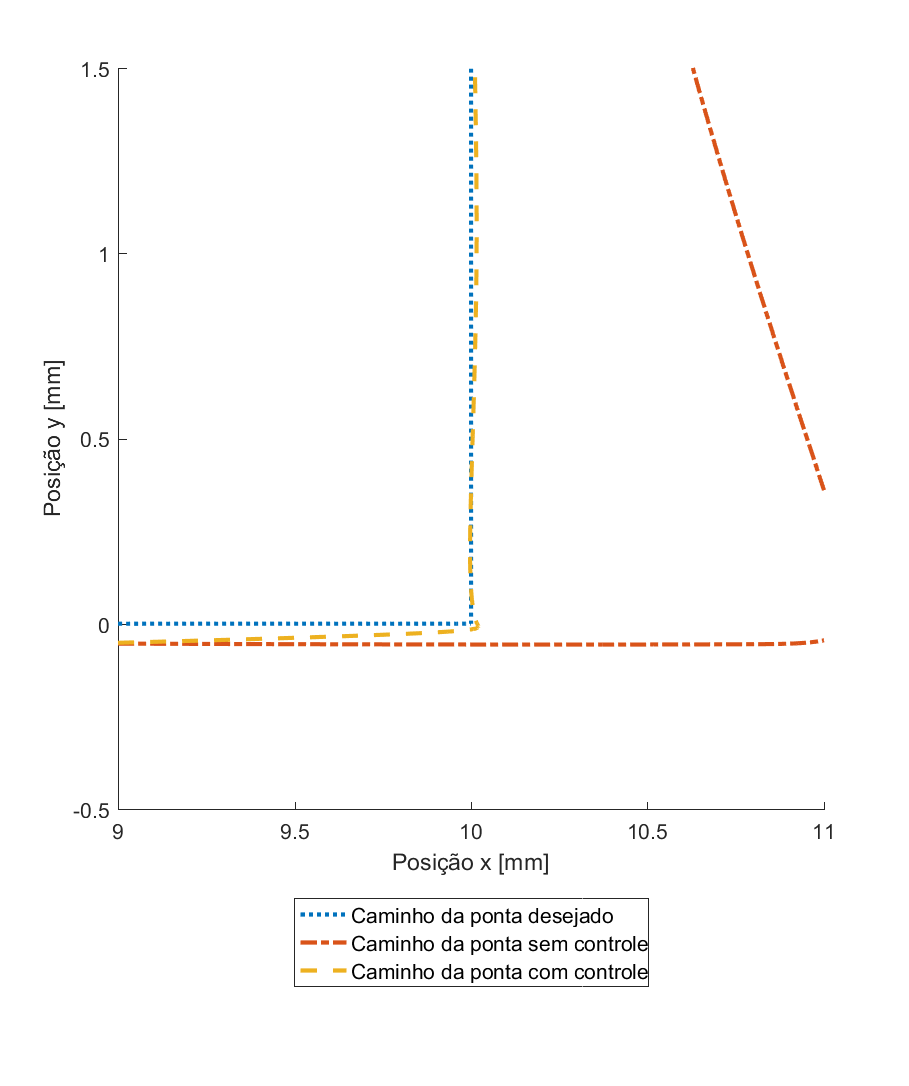 1.5
1
0.5
0
-0.5
Posição y [mm]
9
9.5
10
10.5
11
Posição x [mm]
Caminho da ponta desejado
Caminho da ponta sem controle
Caminho da ponta com controle